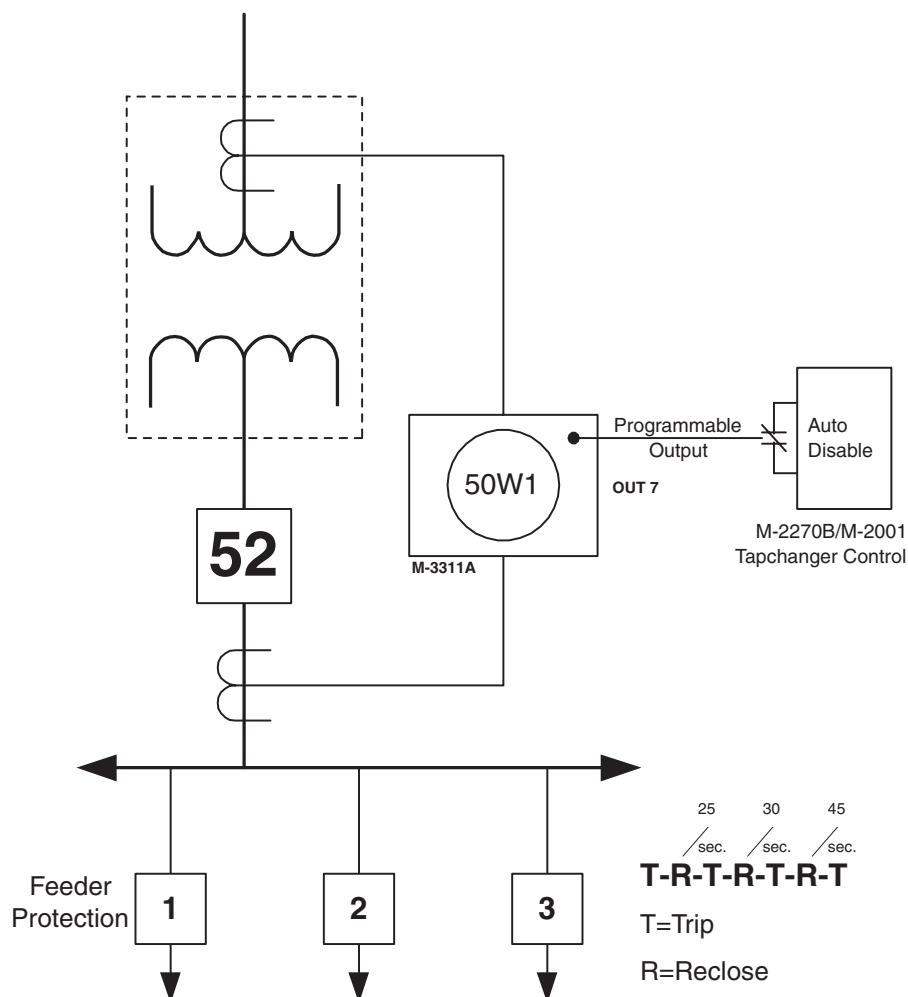 Programmable
Output
Auto
Disable
50W1
OUT 7
M-3311A
M-2270B/M-2001
Tapchanger Control
52
25 30 45
sec. sec. sec.
T-R-T-R-T-R-T
Feeder
Protection
1 2 3
T=Trip
R=Reclose